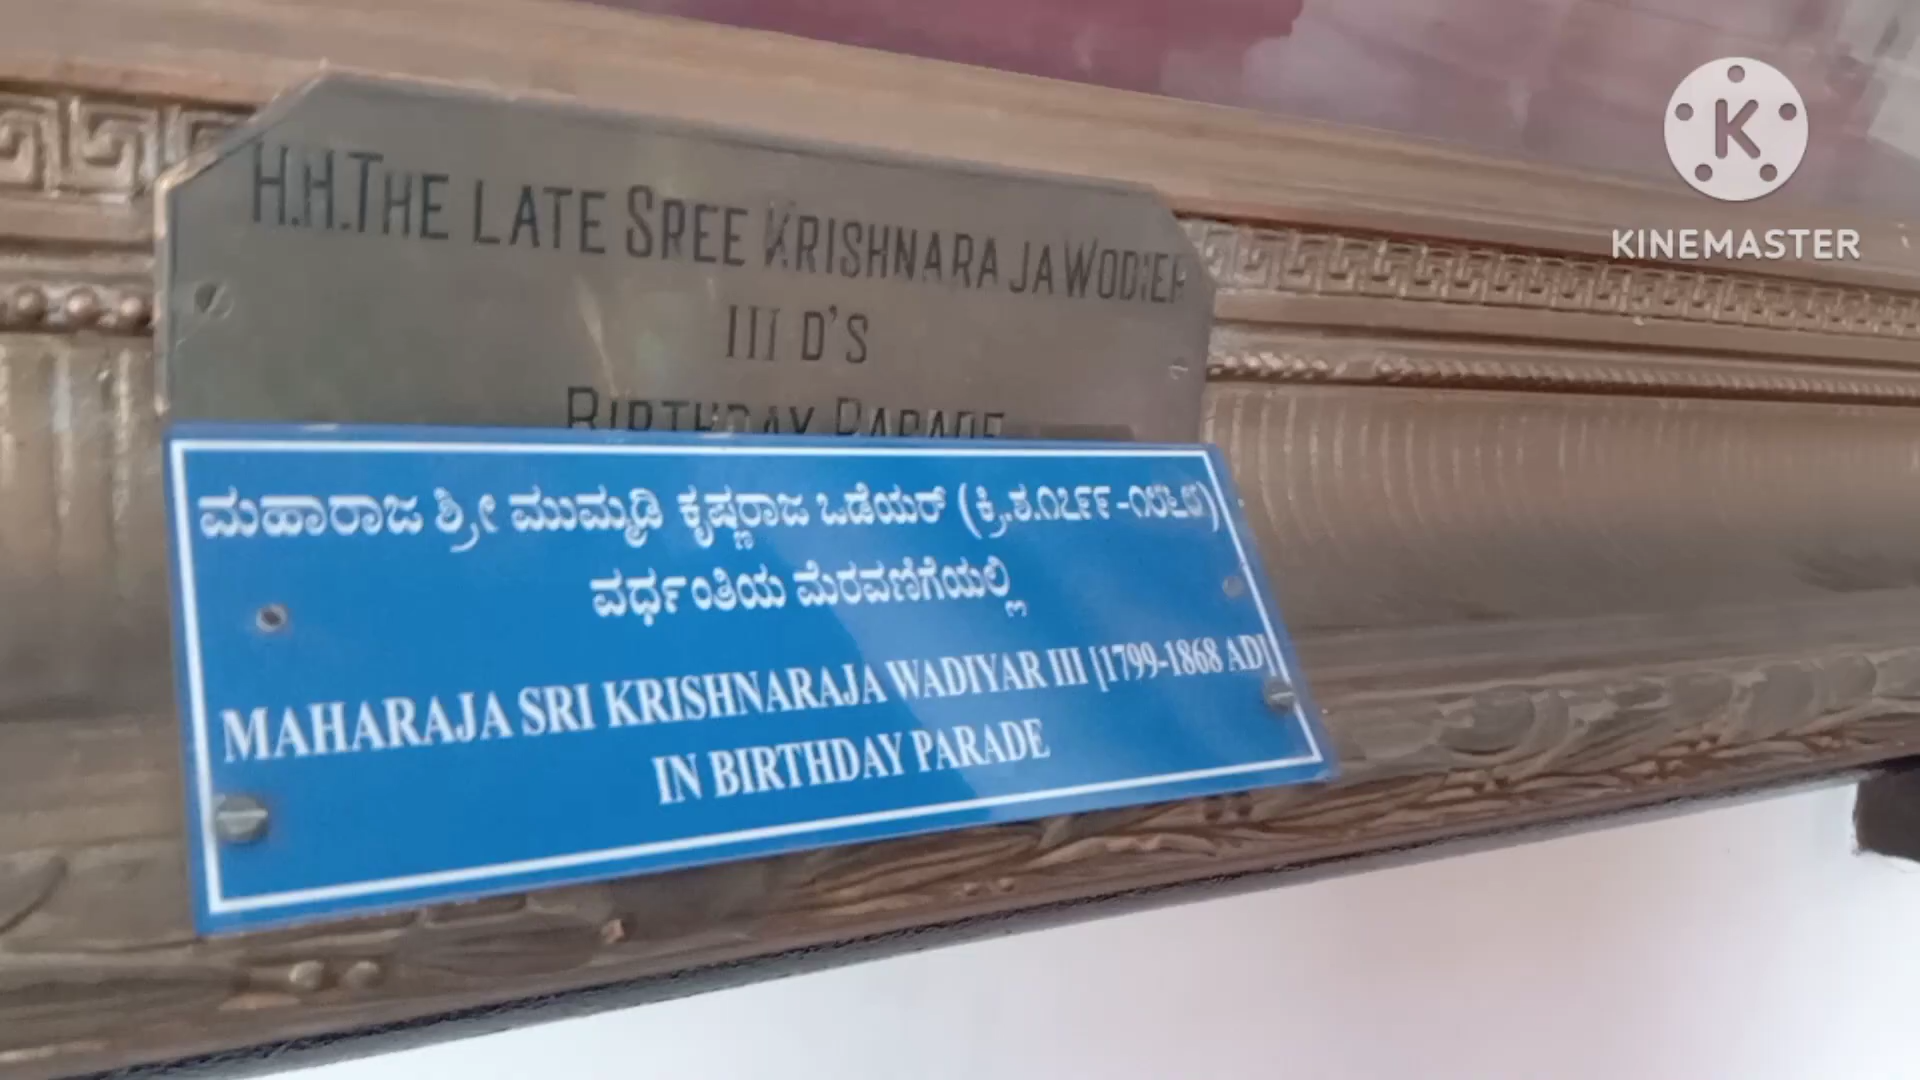 H.H.THE LATE SREE KRISHNARAJA WODIER
III D'S
BIRTHDAY PARADE
ಮಹಾರಾಜ ಶ್ರೀ ಮುಮ್ಮಡಿ ಕೃಷ್ಣರಾಜ ಒಡೆಯರ್ (ಕ್ರಿ.ಶ.೧೭೯೯-೧೮೬೮)
ವರ್ಧಂತಿಯ ಮೆರವಣಿಗೆಯಲ್ಲಿ
MAHARAJA SRI KRISHNARAJA WADIYAR III [1799-1868 AD]
IN BIRTHDAY PARADE
K
KINEMASTER